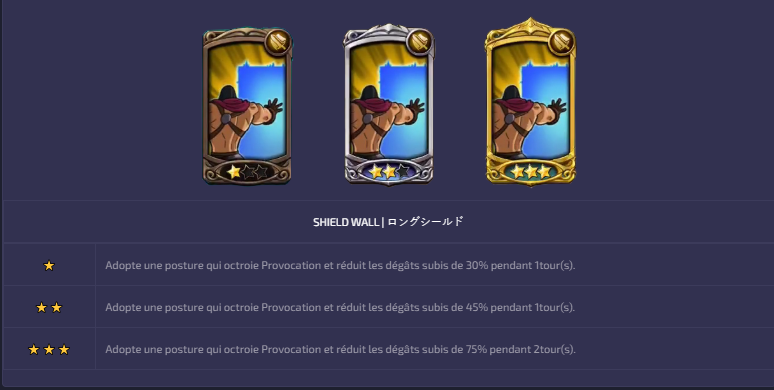 SHIELD WALL | ロングシールド
Adopte une posture qui octroie Provocation et réduit les dégâts subis de 30% pendant 1tour(s).
Adopte une posture qui octroie Provocation et réduit les dégâts subis de 45% pendant 1tour(s).
Adopte une posture qui octroie Provocation et réduit les dégâts subis de 75% pendant 2tour(s).